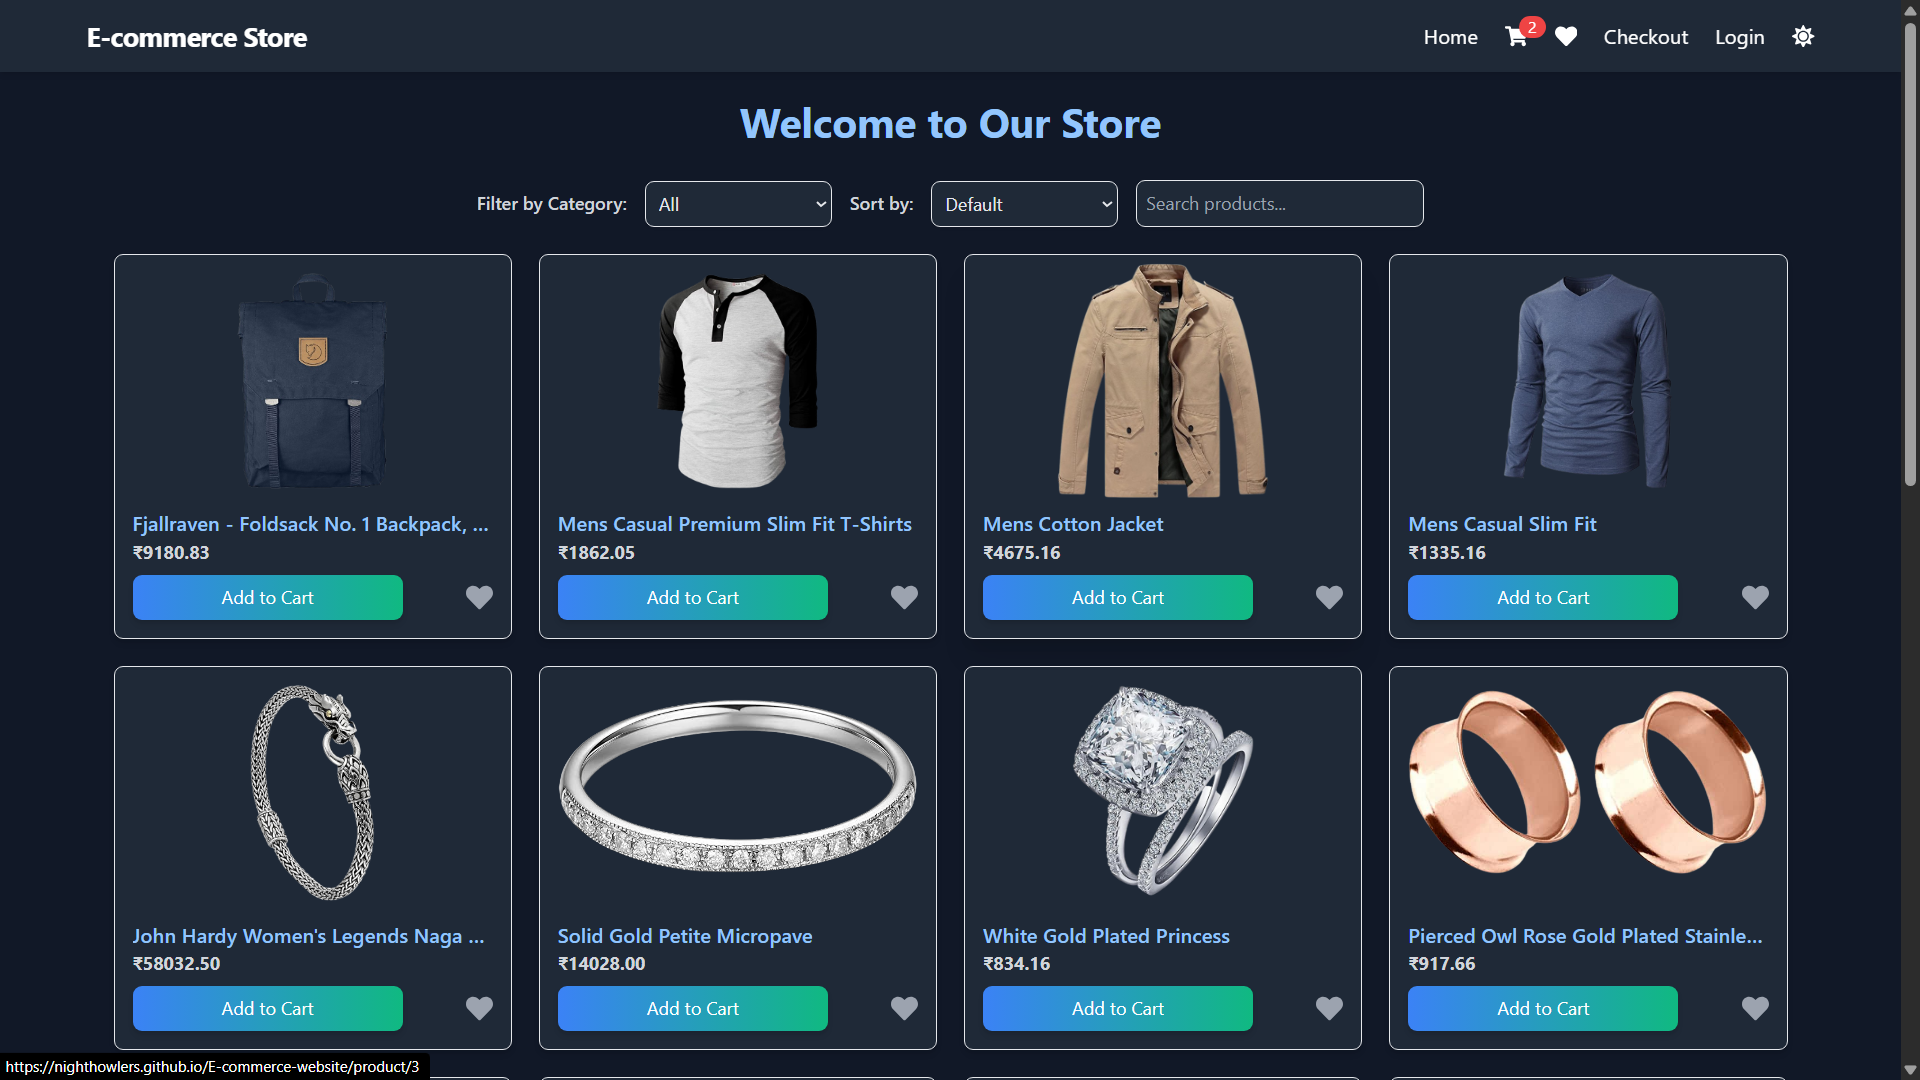 E-commerce Store
Home 2 Checkout Login
Welcome to Our Store
Filter by Category: All Sort by: Default Search products...
Fjallraven - Foldsack No. 1 Backpack, ...
₹9180.83
Add to Cart
Mens Casual Premium Slim Fit T-Shirts
₹1862.05
Add to Cart
Mens Cotton Jacket
₹4675.16
Add to Cart
Mens Casual Slim Fit
₹1335.16
Add to Cart
John Hardy Women's Legends Naga ...
₹58032.50
Add to Cart
Solid Gold Petite Micropave
₹14028.00
Add to Cart
White Gold Plated Princess
₹834.16
Add to Cart
Pierced Owl Rose Gold Plated Stainle...
₹917.66
Add to Cart
https://nighthowlers.github.io/E-commerce-website/product/3